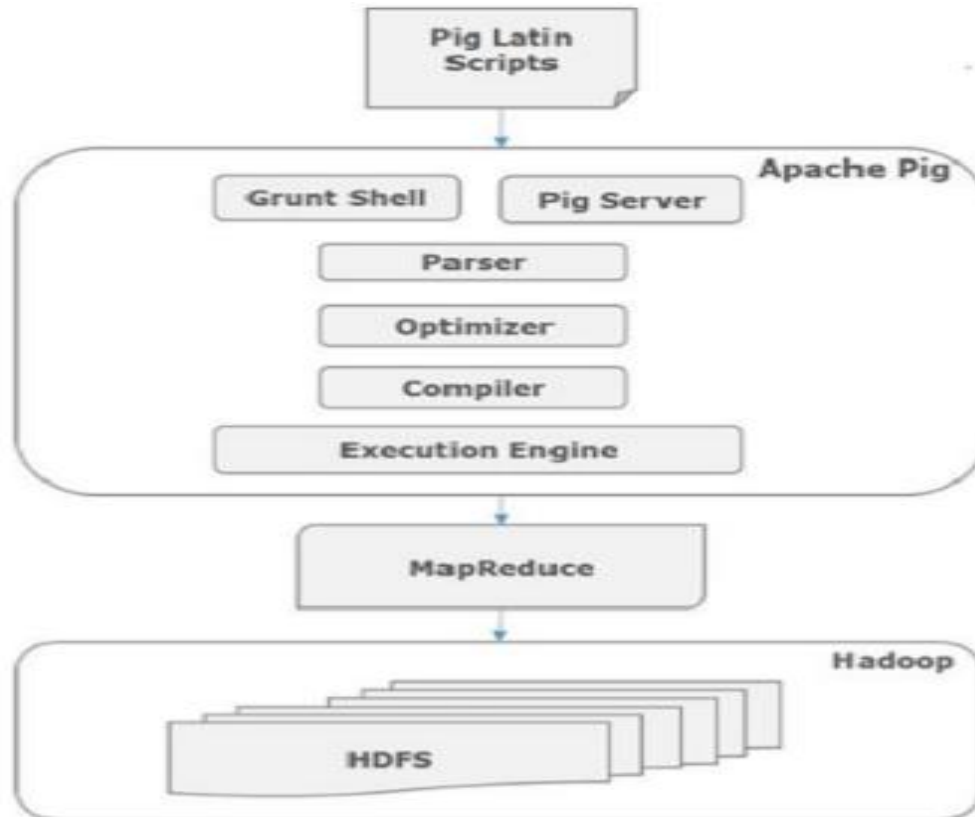 Pig Latin
Scripts
Apache Pig
Grunt Shell
Pig Server
Parser
Optimizer
Compiler
Execution Engine
MapReduce
Hadoop
HDFS